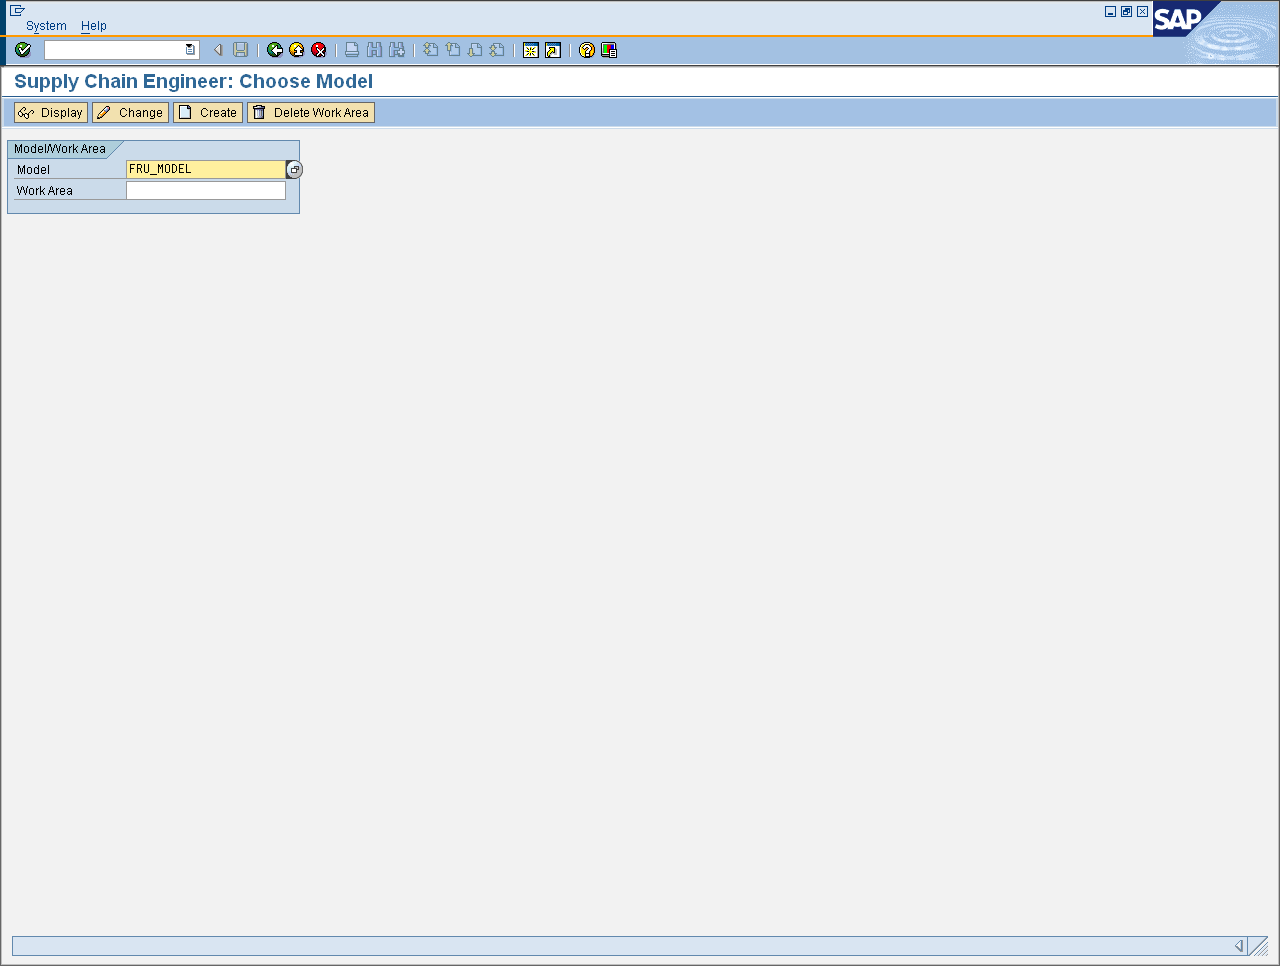 System Help
SAP
Supply Chain Engineer: Choose Model
Display Change Create Delete Work Area
Model/Work Area
Model FRU_MODEL
Work Area